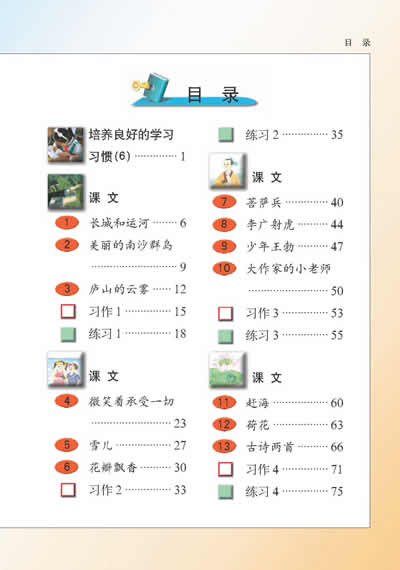 目 录
目 录
培养良好的学习
习惯(6) ············· 1
课 文
1 长城和运河 ······· 6
2 美丽的南沙群岛
····················· 9
3 庐山的云雾 ······ 12
习作 1 ·············· 15
练习 1 ·············· 18
课 文
4 微笑着承受一切
····················· 23
5 雪儿 ··············· 27
6 花瓣飘香 ········· 30
习作 2 ·············· 33
练习 2 ·············· 35
课 文
7 菩萨兵 ············ 40
8 李广射虎 ········· 44
9 少年王勃 ········· 47
10 大作家的小老师
····················· 50
习作 3 ·············· 53
练习 3 ·············· 55
课 文
11 赶海 ··············· 60
12 荷花 ··············· 63
13 古诗两首 ········· 66
习作 4 ·············· 71
练习 4 ·············· 75